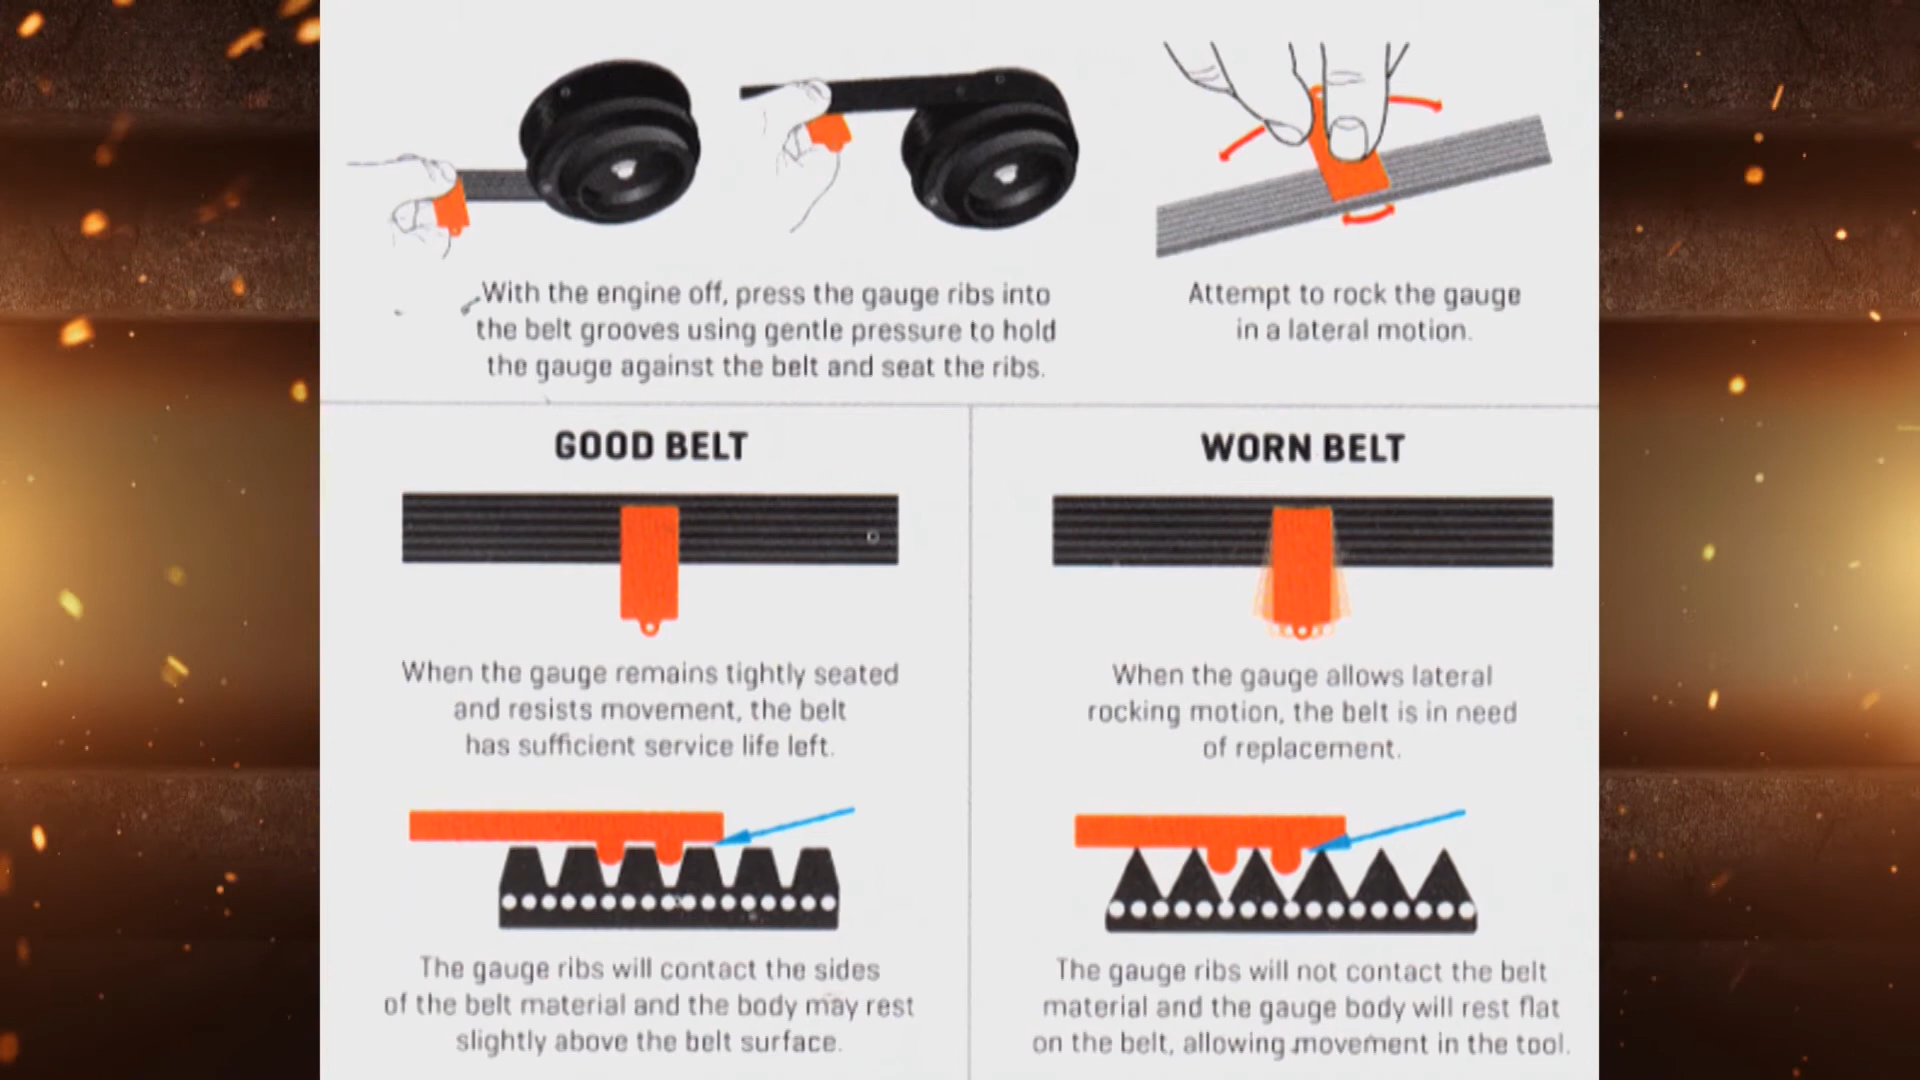 With the engine off, press the gauge ribs into
the belt grooves using gentle pressure to hold
the gauge against the belt and seat the ribs.
Attempt to rock the gauge
in a lateral motion.
GOOD BELT
When the gauge remains tightly seated
and resists movement, the belt
has sufficient service life left.
The gauge ribs will contact the sides
of the belt material and the body may rest
slightly above the belt surface.
WORN BELT
When the gauge allows lateral
rocking motion, the belt is in need
of replacement.
The gauge ribs will not contact the belt
material and the gauge body will rest flat
on the belt, allowing movement in the tool.